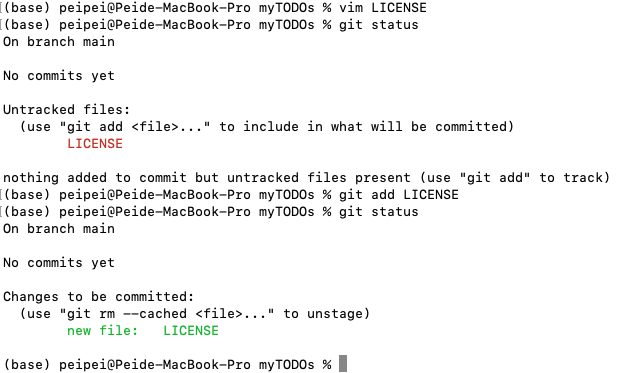 (base) peipei@Peide-MacBook-Pro myTODOs % vim LICENSE
(base) peipei@Peide-MacBook-Pro myTODOs % git status
On branch main
No commits yet
Untracked files:
  (use "git add <file>..." to include in what will be committed)
        LICENSE
nothing added to commit but untracked files present (use "git add" to track)
(base) peipei@Peide-MacBook-Pro myTODOs % git add LICENSE
(base) peipei@Peide-MacBook-Pro myTODOs % git status
On branch main
No commits yet
Changes to be committed:
  (use "git rm --cached <file>..." to unstage)
        new file:   LICENSE
(base) peipei@Peide-MacBook-Pro myTODOs %